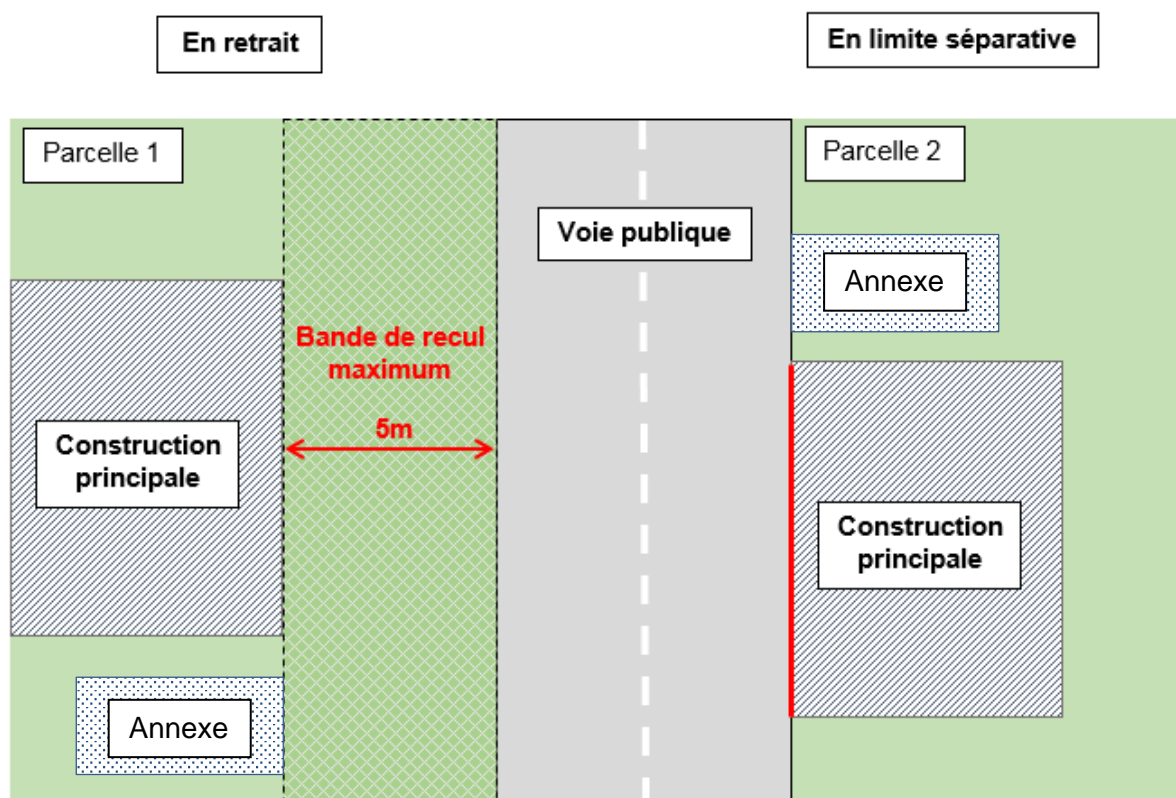 En retrait
En limite séparative
Parcelle 1
Parcelle 2
Voie publique
Annexe
Bande de recul
maximum
5m
Construction
principale
Construction
principale
Annexe